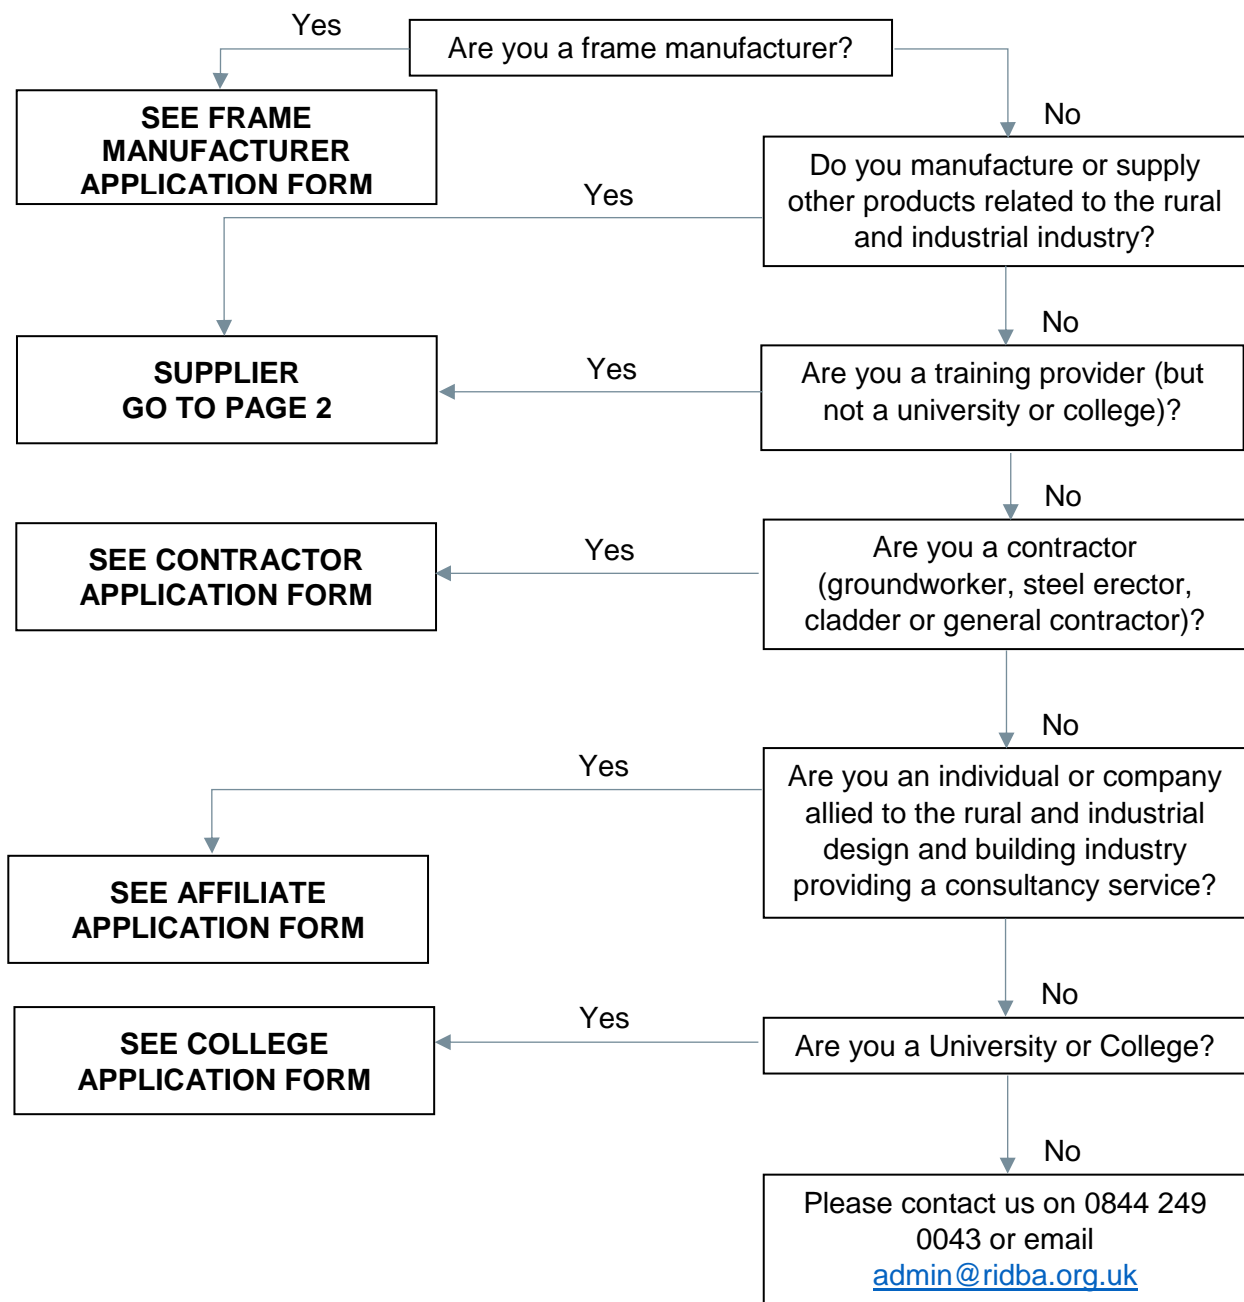 Yes
Are you a frame manufacturer?
SEE FRAME
MANUFACTURER
APPLICATION FORM
No
Do you manufacture or supply
other products related to the rural
and industrial industry?
Yes
No
SUPPLIER
GO TO PAGE 2
Yes
Are you a training provider (but
not a university or college)?
No
SEE CONTRACTOR
APPLICATION FORM
Yes
Are you a contractor
(groundworker, steel erector,
cladder or general contractor)?
No
Yes
Are you an individual or company
allied to the rural and industrial
design and building industry
providing a consultancy service?
SEE AFFILIATE
APPLICATION FORM
No
SEE COLLEGE
APPLICATION FORM
Yes
Are you a University or College?
No
Please contact us on 0844 249
0043 or email
admin@ridba.org.uk